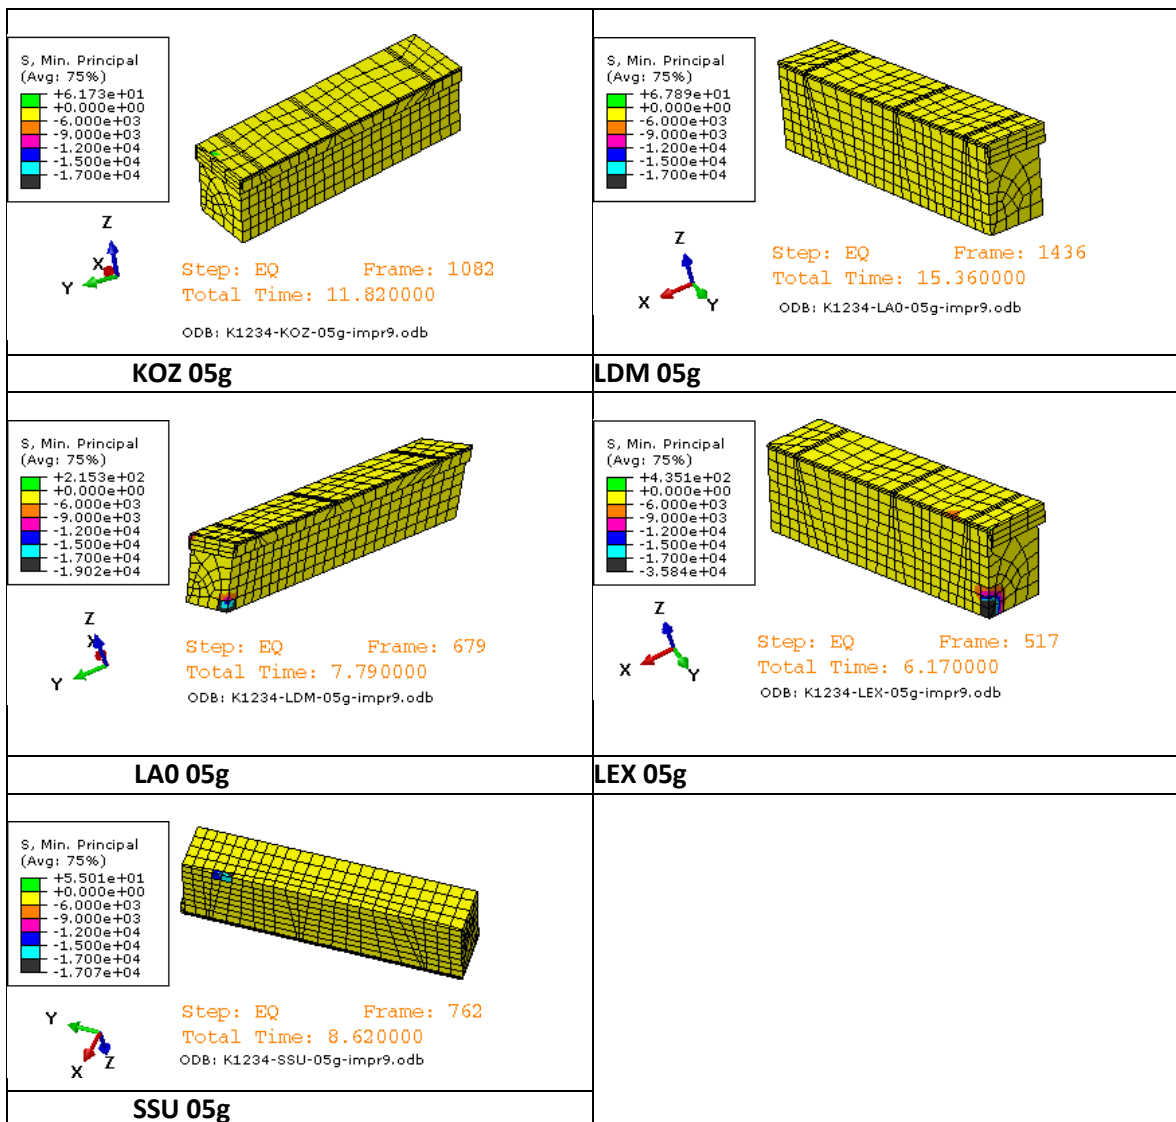 S, Min. Principal
(Avg: 75%)
+6.173e+01
+0.000e+00
-6.000e+03
-9.000e+03
-1.200e+04
-1.500e+04
-1.700e+04
Z
X
Y
Step: EQ Frame: 1082
Total Time: 11.820000
ODB: K1234-KOZ-05g-impr9.odb
KOZ 05g
S, Min. Principal
(Avg: 75%)
+6.789e+01
+0.000e+00
-6.000e+03
-9.000e+03
-1.200e+04
-1.500e+04
-1.700e+04
Z
X
Y
Step: EQ Frame: 1436
Total Time: 15.360000
ODB: K1234-LA0-05g-impr9.odb
LDM 05g
S, Min. Principal
(Avg: 75%)
+2.153e+02
+0.000e+00
-6.000e+03
-9.000e+03
-1.200e+04
-1.500e+04
-1.700e+04
-1.902e+04
Z
X
Y
Step: EQ Frame: 679
Total Time: 7.790000
ODB: K1234-LDM-05g-impr9.odb
LA0 05g
S, Min. Principal
(Avg: 75%)
+4.351e+02
+0.000e+00
-6.000e+03
-9.000e+03
-1.200e+04
-1.500e+04
-1.700e+04
-3.584e+04
Z
X
Y
Step: EQ Frame: 517
Total Time: 6.170000
ODB: K1234-LEX-05g-impr9.odb
LEX 05g
S, Min. Principal
(Avg: 75%)
+5.501e+01
+0.000e+00
-6.000e+03
-9.000e+03
-1.200e+04
-1.500e+04
-1.700e+04
-1.707e+04
Y
X
Z
Step: EQ Frame: 762
Total Time: 8.620000
ODB: K1234-SSU-05g-impr9.odb
SSU 05g